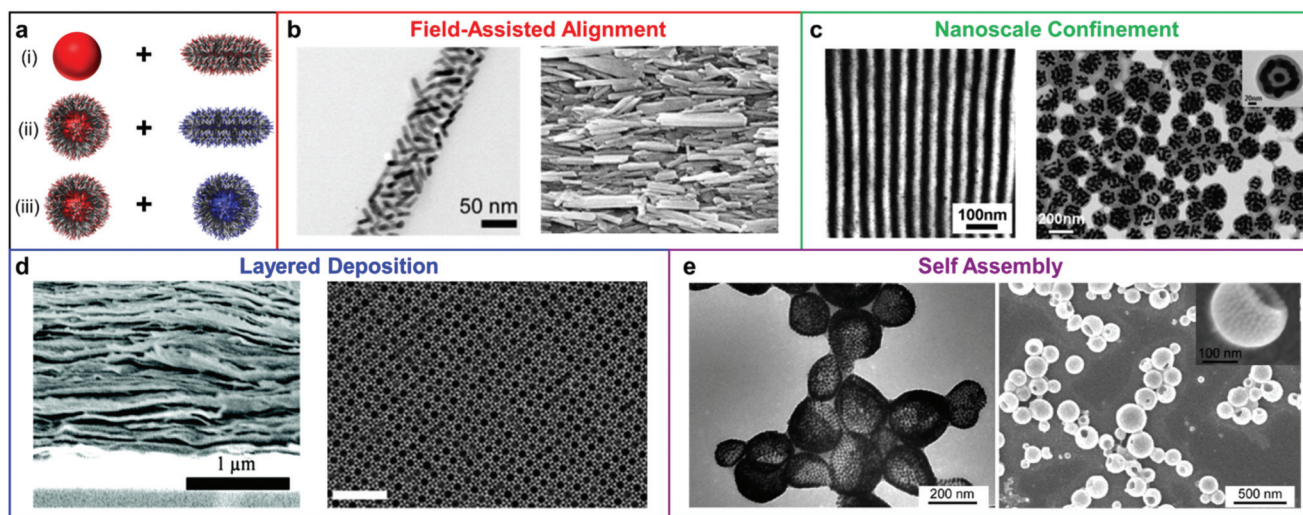 a
(i) +
(ii) +
(iii) +
b Field-Assisted Alignment
50 nm
c Nanoscale Confinement
100nm
20nm
200nm
d Layered Deposition
1 μm
e Self Assembly
200 nm
100 nm
500 nm